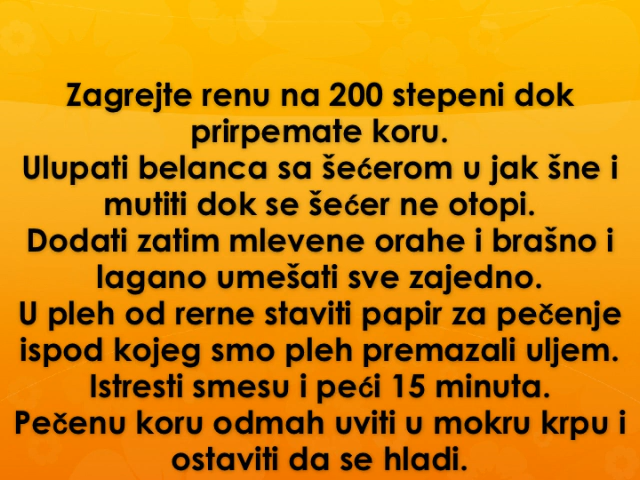 Zagrejte renu na 200 stepeni dok
prirpemate koru.
Ulupati belanca sa šećerom u jak šne i
mutiti dok se šećer ne otopi.
Dodati zatim mlevene orahe i brašno i
lagano umešati sve zajedno.
U pleh od rerne staviti papir za pečenje
ispod kojeg smo pleh premazali uljem.
Istresti smesu i peći 15 minuta.
Pečenu koru odmah uviti u mokru krpu i
ostaviti da se hladi.